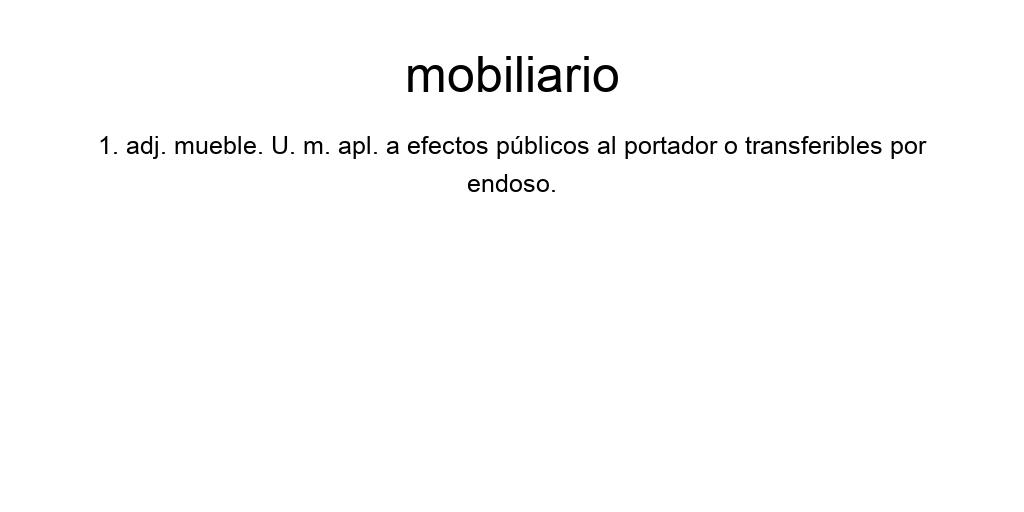 mobiliario
1. adj. mueble. U. m. apl. a efectos públicos al portador o transferibles por
endoso.